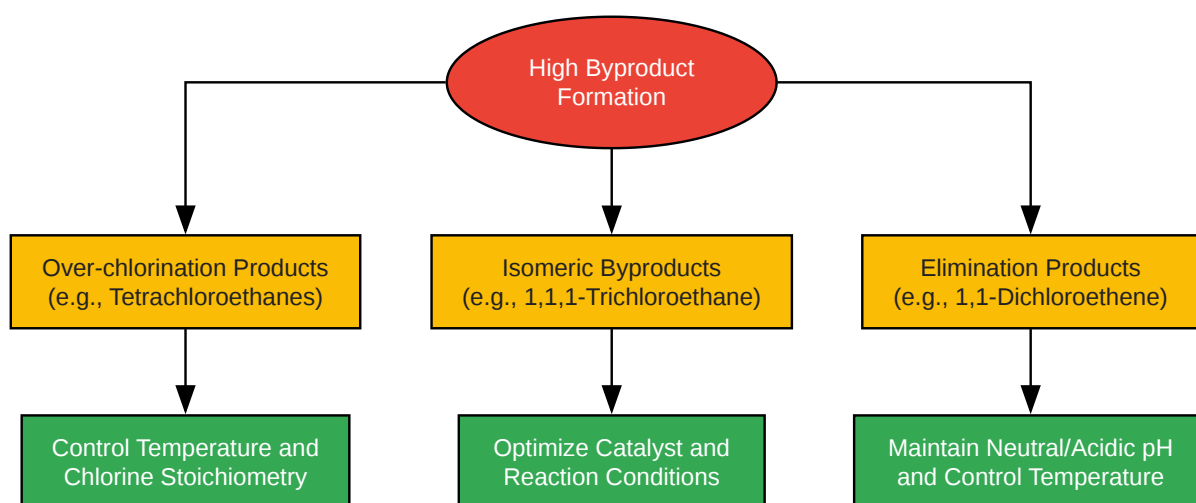 High Byproduct
Formation
Over-chlorination Products
(e.g., Tetrachloroethanes)
Isomeric Byproducts
(e.g., 1,1,1-Trichloroethane)
Elimination Products
(e.g., 1,1-Dichloroethene)
Control Temperature and
Chlorine Stoichiometry
Optimize Catalyst and
Reaction Conditions
Maintain Neutral/Acidic pH
and Control Temperature